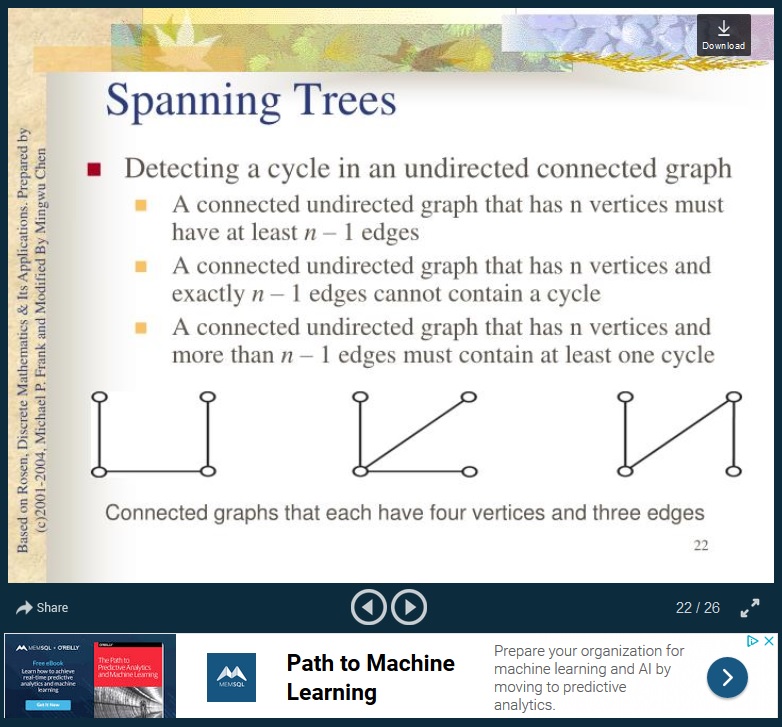 Download
Based on Rosen, Discrete Mathematics & Its Applications. Prepared by
(c)2001-2004, Michael P. Frank and Modified By Mingwu Chen
Spanning Trees
Detecting a cycle in an undirected connected graph
A connected undirected graph that has n vertices must
have at least n – 1 edges
A connected undirected graph that has n vertices and
exactly n – 1 edges cannot contain a cycle
A connected undirected graph that has n vertices and
more than n – 1 edges must contain at least one cycle
Connected graphs that each have four vertices and three edges
22
Share
22 / 26
MEMSQL + O'REILLY
Free eBook
Learn how to achieve
real-time predictive
analytics and machine
learning
Get It Now
O'REILLY
The Path to
Predictive Analytics
and Machine Learning
MEMSQL
Path to Machine
Learning
Prepare your organization for
machine learning and AI by
moving to predictive
analytics.